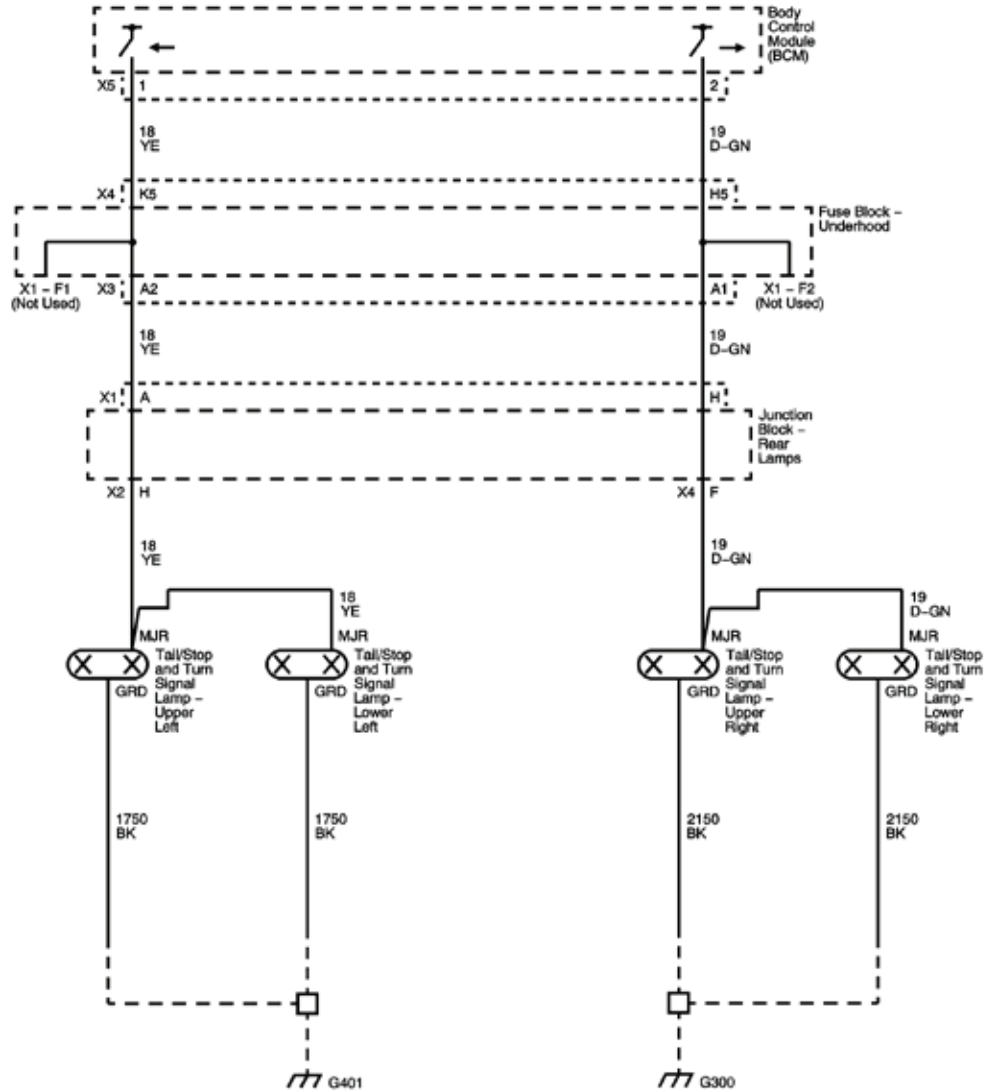 Body
Control
Module
(BCM)
X5 1 2
18
YE
19
D-GN
X4 K5 H5
Fuse Block –
Underhood
X1 – F1
(Not Used)
X3 A2 A1
X1 – F2
(Not Used)
18
YE
19
D-GN
X1 A H
Junction
Block –
Rear
Lamps
X2 H X4 F
18
YE
19
D-GN
18
YE
19
D-GN
MJR
Tail/Stop
and Turn
Signal
Lamp –
Upper
Left
GRD
MJR
Tail/Stop
and Turn
Signal
Lamp –
Lower
Left
GRD
MJR
Tail/Stop
and Turn
Signal
Lamp –
Upper
Right
GRD
MJR
Tail/Stop
and Turn
Signal
Lamp –
Lower
Right
GRD
1750
BK
1750
BK
2150
BK
2150
BK
G401
G300